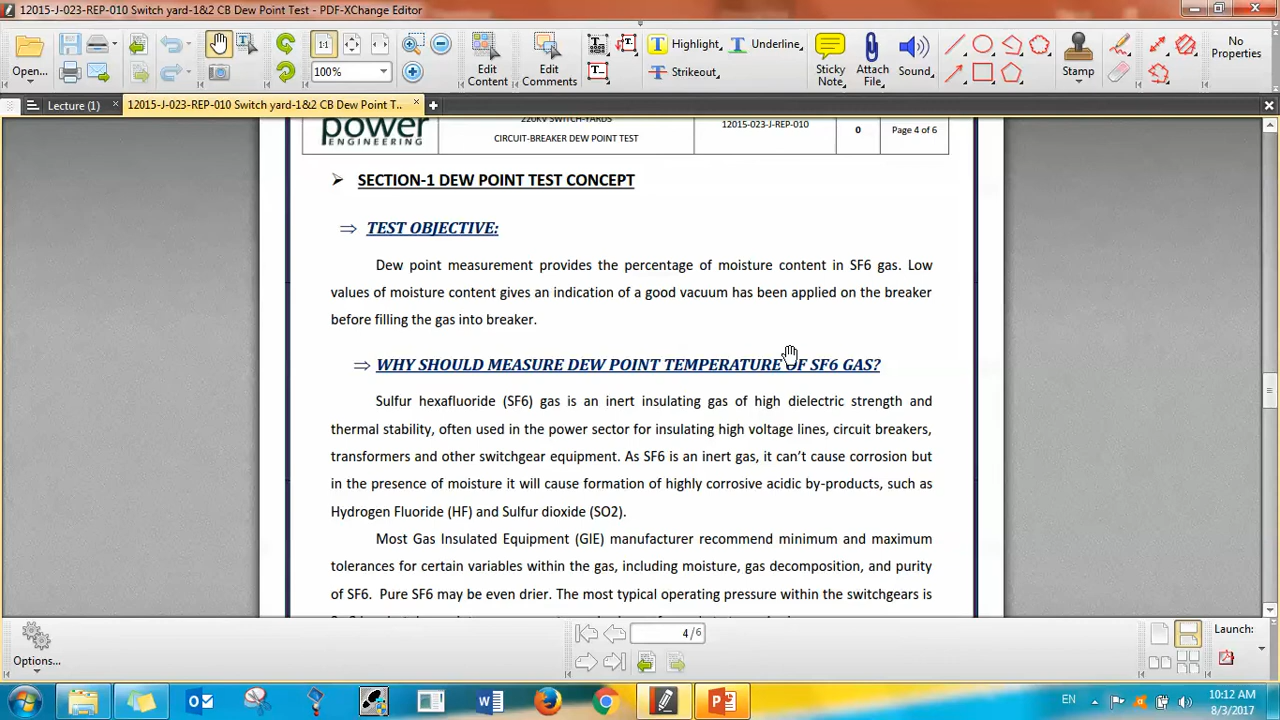 12015-J-REP-010 Switch yard-1&2 CB Dew Point Test - PDF-XChange Editor
Open...
1:1
100%
Edit Content
Edit Comments
Highlight
Underline
Strikeout
Sticky Note
Attach File
Sound
Stamp
No Properties
Lecture (1)
12015-J-023-REP-010 Switch yard-1&2 CB Dew Point T..
power
ENGINEERING
220KV SWITCH-YARDS
CIRCUIT-BREAKER DEW POINT TEST
12015-023-J-REP-010
0
Page 4 of 6
SECTION-1 DEW POINT TEST CONCEPT
TEST OBJECTIVE:
Dew point measurement provides the percentage of moisture content in SF6 gas. Low
values of moisture content gives an indication of a good vacuum has been applied on the breaker
before filling the gas into breaker.
WHY SHOULD MEASURE DEW POINT TEMPERATURE OF SF6 GAS?
Sulfur hexafluoride (SF6) gas is an inert insulating gas of high dielectric strength and
thermal stability, often used in the power sector for insulating high voltage lines, circuit breakers,
transformers and other switchgear equipment. As SF6 is an inert gas, it can't cause corrosion but
in the presence of moisture it will cause formation of highly corrosive acidic by-products, such as
Hydrogen Fluoride (HF) and Sulfur dioxide (SO2).
Most Gas Insulated Equipment (GIE) manufacturer recommend minimum and maximum
tolerances for certain variables within the gas, including moisture, gas decomposition, and purity
of SF6. Pure SF6 may be even drier. The most typical operating pressure within the switchgears is
Options...
4/6
Launch:
EN
10:12 AM
8/3/2017